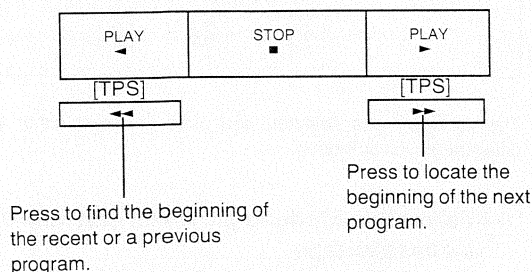 PLAY STOP PLAY
◄ ■ ►
[TPS] [TPS]
◄◄ ►►
Press to find the beginning of
the recent or a previous
program.
Press to locate the
beginning of the next
program.